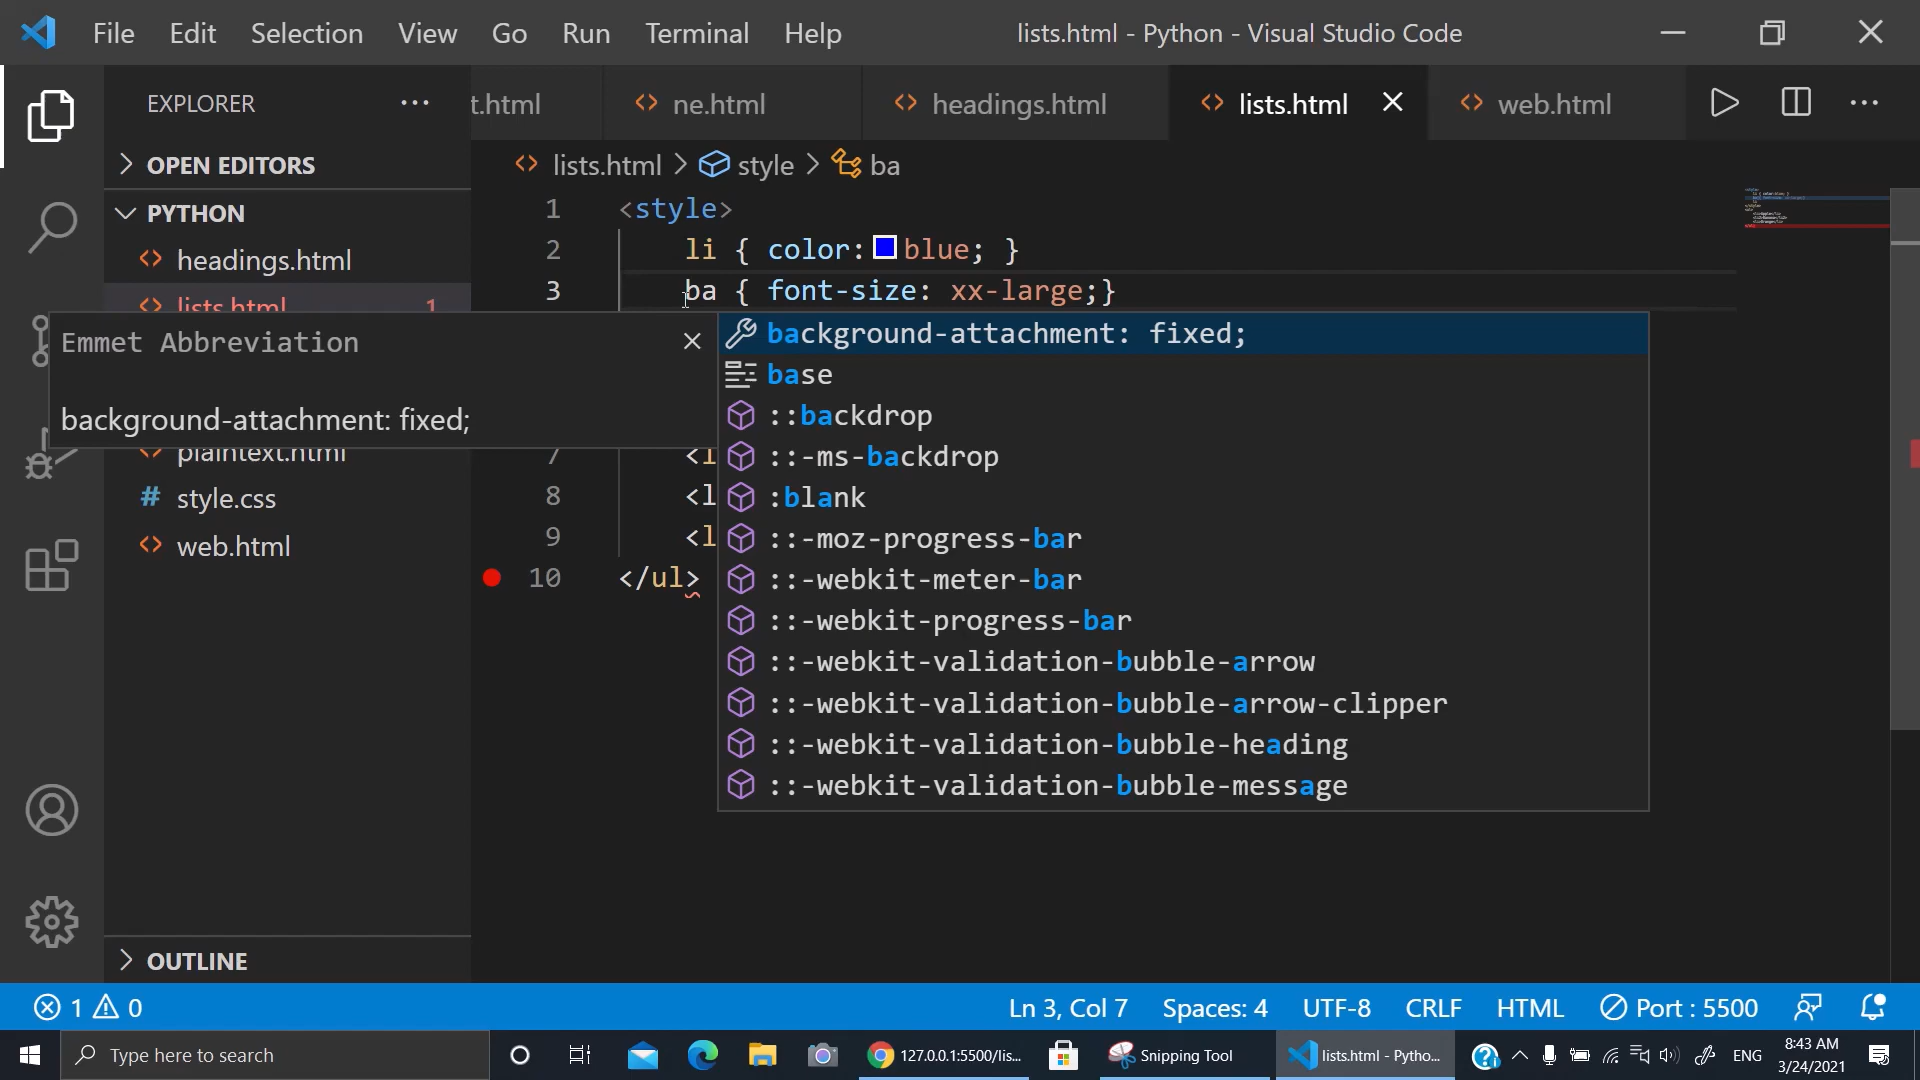 File Edit Selection View Go Run Terminal Help lists.html - Python - Visual Studio Code
EXPLORER ··· t.html ne.html headings.html lists.html web.html ···
OPEN EDITORS
lists.html > style > ba
PYTHON
headings.html
lists.html 1
plaintext.html
style.css
web.html
OUTLINE
1 <style>
2 li { color: blue; }
3 ba { font-size: xx-large;}
7 <l
8 <l
9 <l
10 </ul>
Emmet Abbreviation
background-attachment: fixed;
background-attachment: fixed;
base
::backdrop
::-ms-backdrop
:blank
::-moz-progress-bar
::-webkit-meter-bar
::-webkit-progress-bar
::-webkit-validation-bubble-arrow
::-webkit-validation-bubble-arrow-clipper
::-webkit-validation-bubble-heading
::-webkit-validation-bubble-message
1 0 Ln 3, Col 7 Spaces: 4 UTF-8 CRLF HTML Port : 5500
Type here to search 127.0.0.1:5500/lis... Snipping Tool lists.html - Pytho... ENG 8:43 AM
3/24/2021